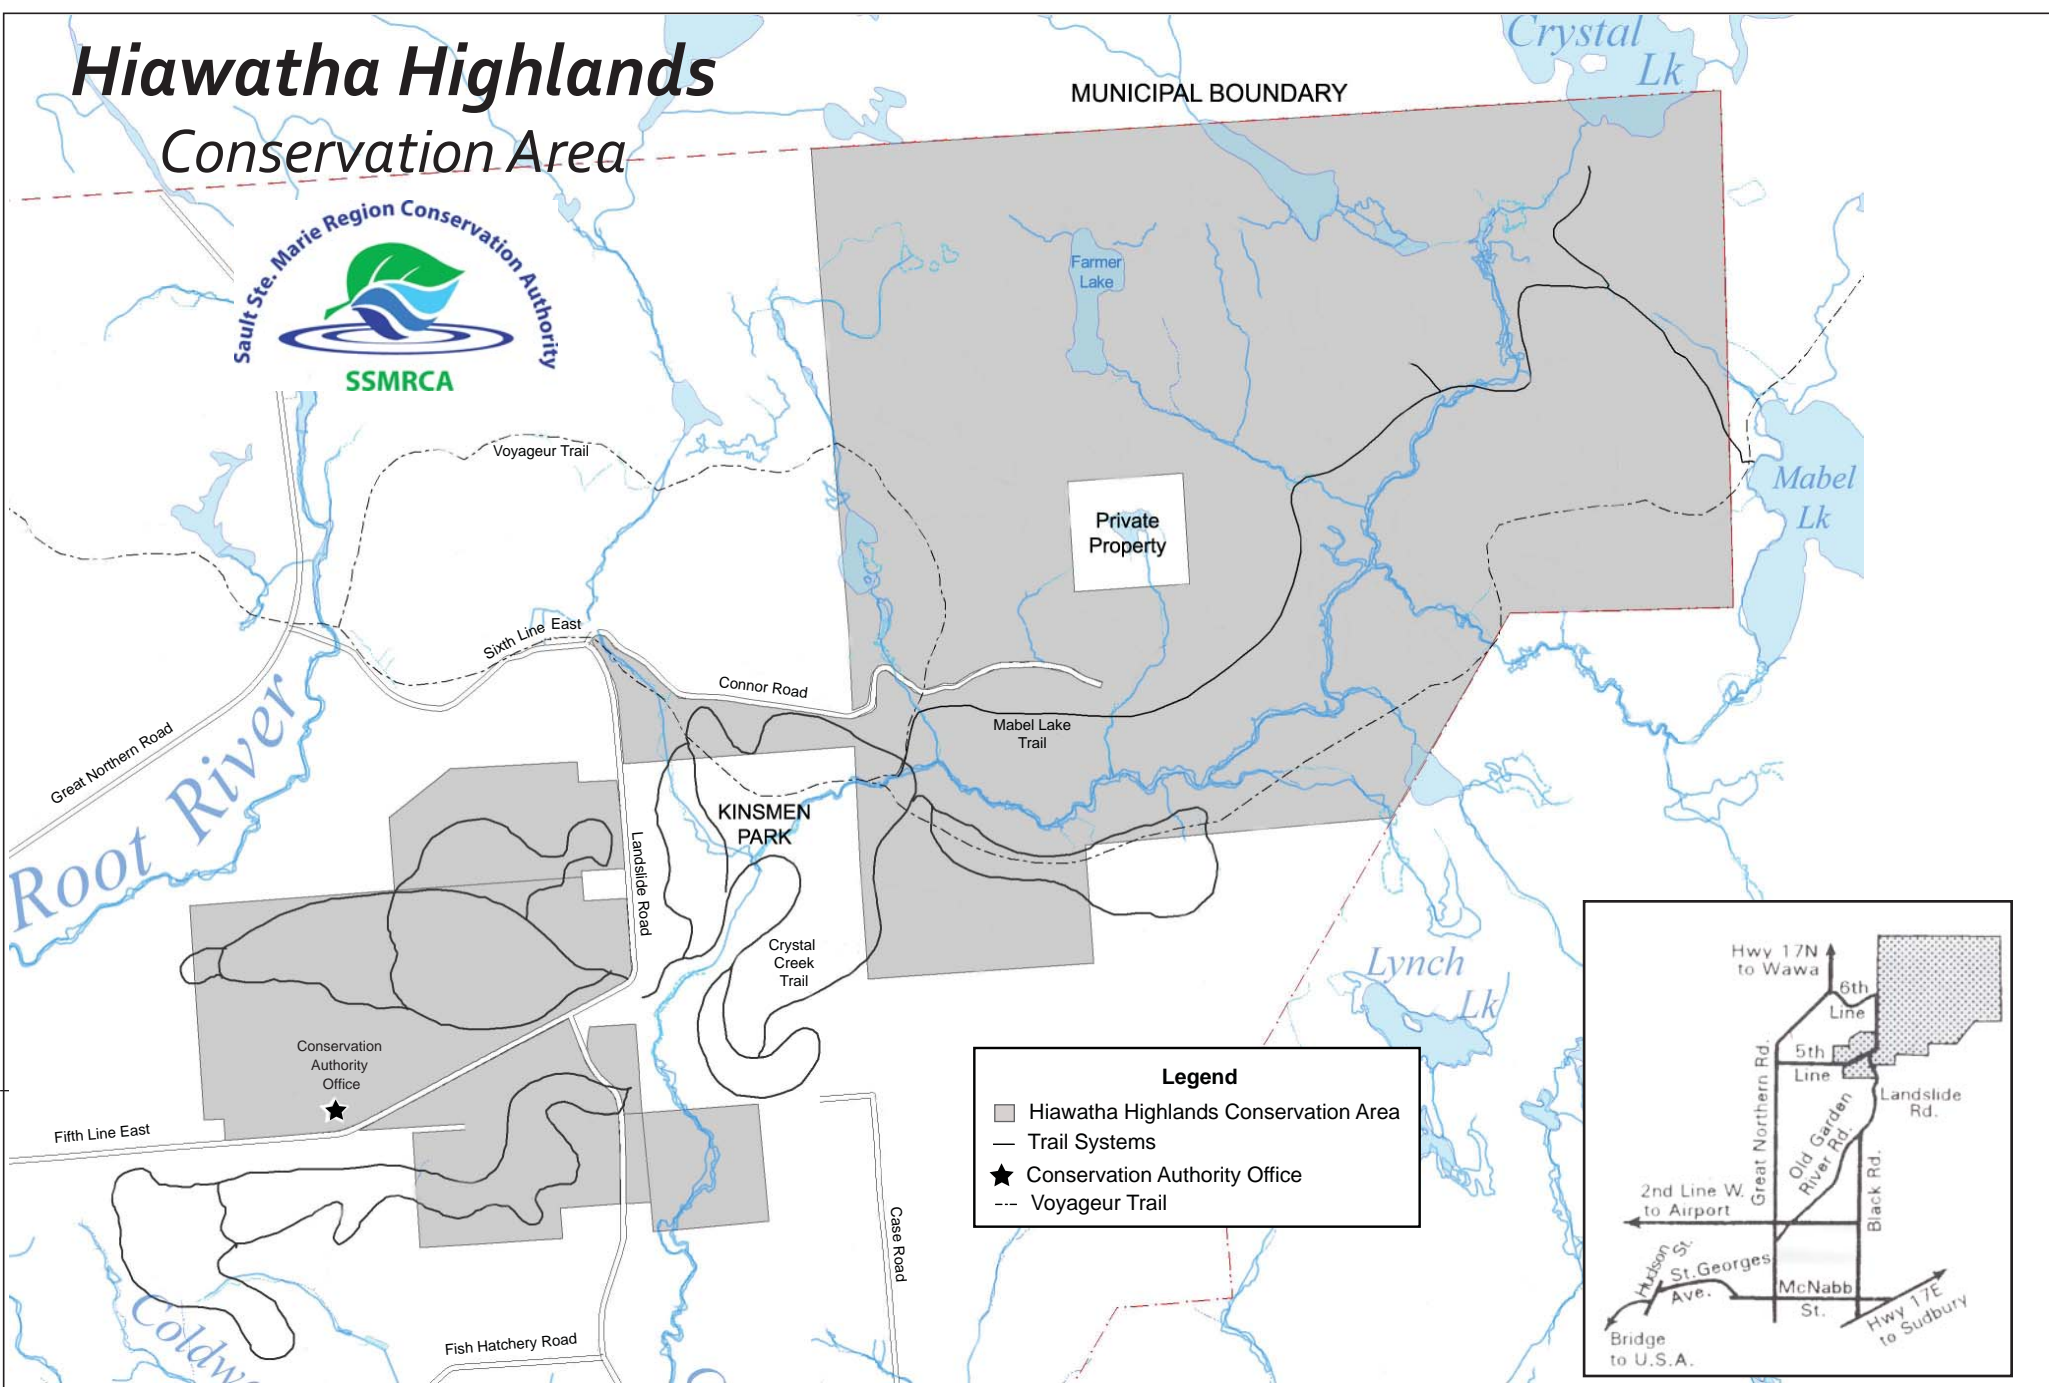 Hiawatha Highlands
Conservation Area
Sault Ste. Marie Region Conservation Authority
SSMRCA
MUNICIPAL BOUNDARY
Crystal
Lk
Farmer
Lake
Voyageur Trail
Private
Property
Mabel
Lk
Sixth Line East
Connor Road
Great Northern Road
Root River
Mabel Lake
Trail
KINSMEN
PARK
Landslide Road
Crystal
Creek
Trail
Lynch
Lk
Conservation
Authority
Office
Fifth Line East
Case Road
Fish Hatchery Road
Coldw
Legend
Hiawatha Highlands Conservation Area
Trail Systems
Conservation Authority Office
Voyageur Trail
Hwy 17N
to Wawa
6th
Line
5th
Line
Great Northern Rd.
Landslide
Rd.
Old Garden
River Rd.
Black Rd.
2nd Line W.
to Airport
Hudson
St.
St.Georges
Ave.
McNabb
St.
Hwy 17E
to Sudbury
Bridge
to U.S.A.